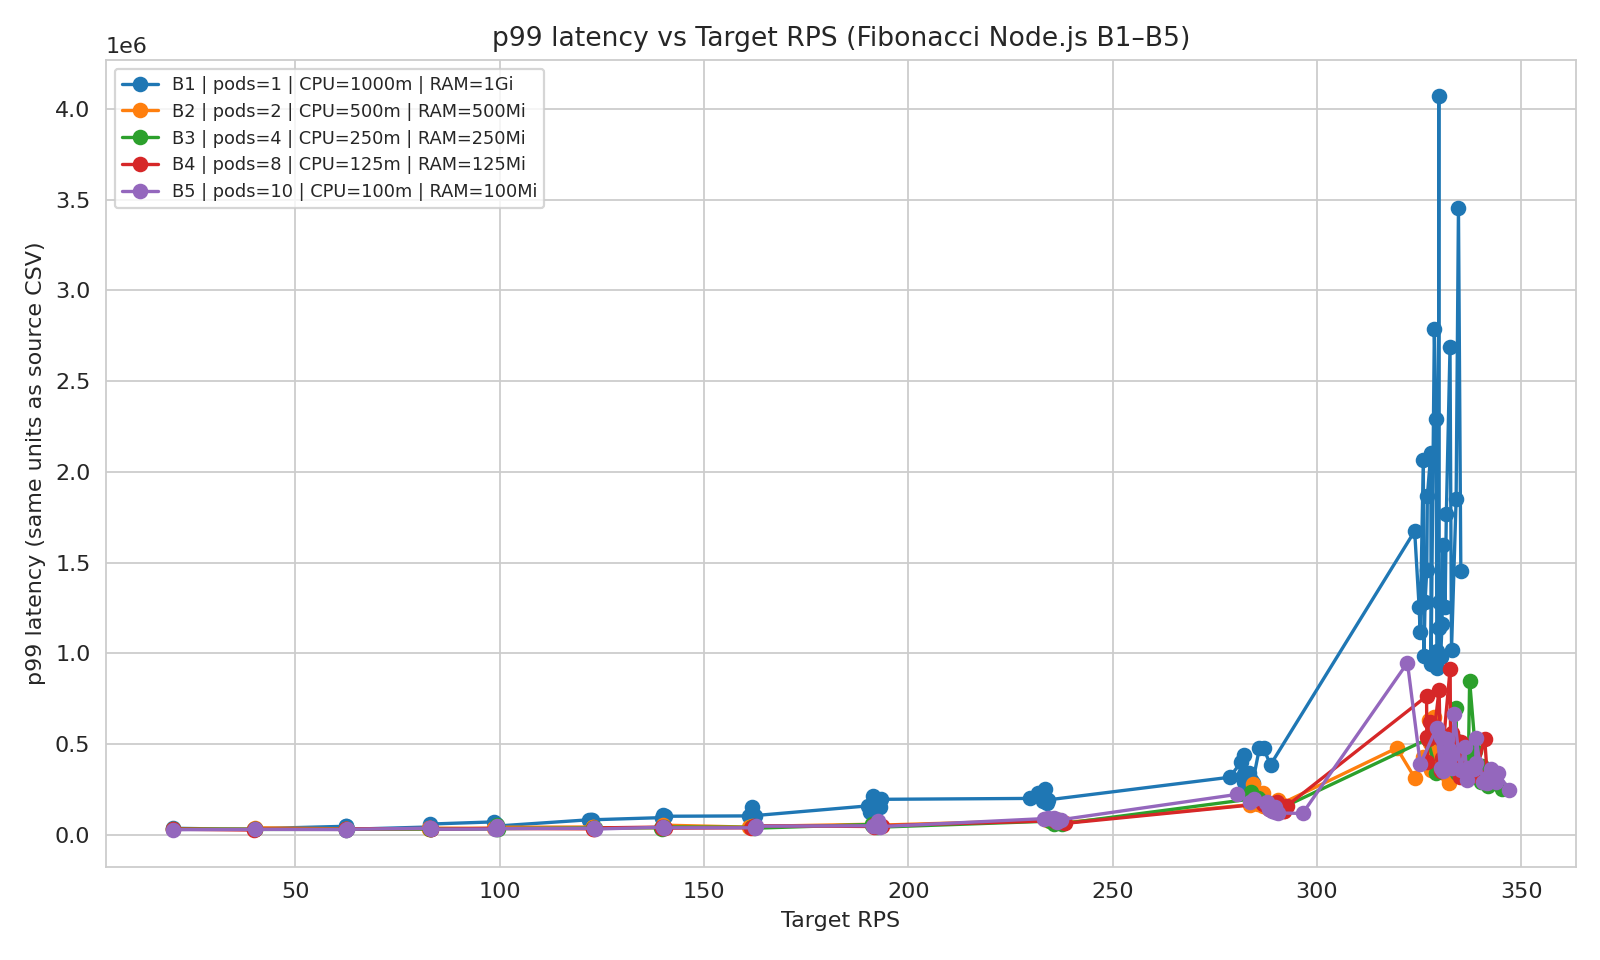 p99 latency vs Target RPS (Fibonacci Node.js B1–B5)
1e6
B1 | pods=1 | CPU=1000m | RAM=1Gi
B2 | pods=2 | CPU=500m | RAM=500Mi
B3 | pods=4 | CPU=250m | RAM=250Mi
B4 | pods=8 | CPU=125m | RAM=125Mi
B5 | pods=10 | CPU=100m | RAM=100Mi
p99 latency (same units as source CSV)
4.0
3.5
3.0
2.5
2.0
1.5
1.0
0.5
0.0
50 100 150 200 250 300 350
Target RPS